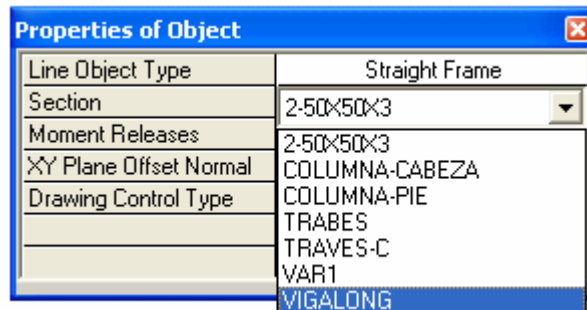 Properties of Object
Line Object Type Straight Frame
Section 2-50X50X3
Moment Releases
XY Plane Offset Normal
Drawing Control Type
2-50X50X3
COLUMNA-CABEZA
COLUMNA-PIE
TRABES
TRAVES-C
VAR1
VIGALONG